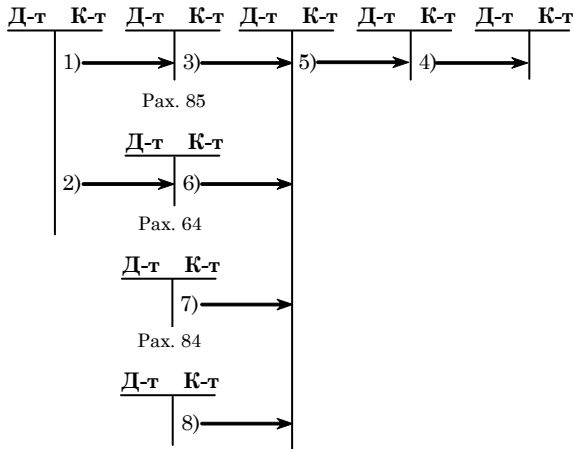 Д-т К-т Д-т К-т Д-т К-т Д-т К-т Д-т К-т
1) 3) 5) 4)
Рах. 85
Д-т К-т
2) 6)
Рах. 64
Д-т К-т
7)
Рах. 84
Д-т К-т
8)